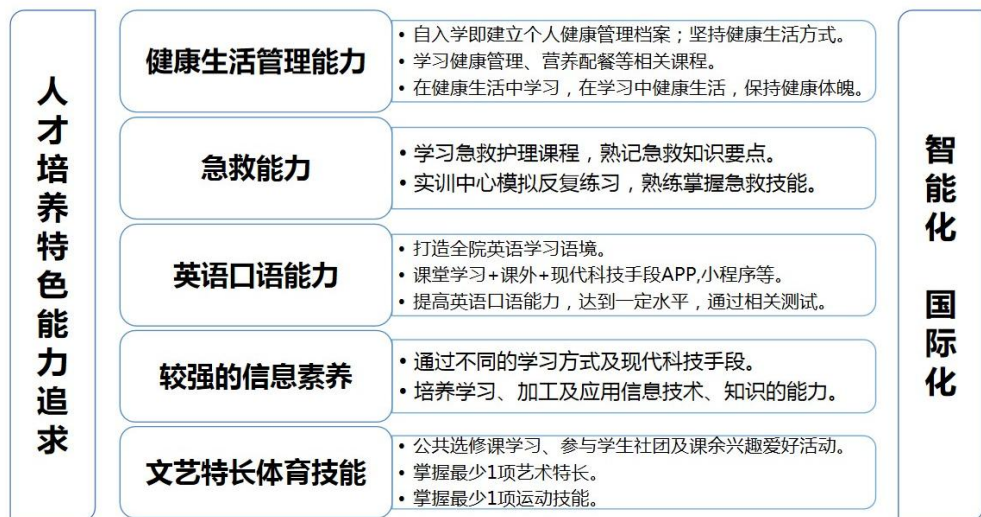 人才培养特色能力追求
健康生活管理能力
• 自入学即建立个人健康管理档案；坚持健康生活方式。
• 学习健康管理、营养配餐等相关课程。
• 在健康生活中学习，在学习中健康生活，保持健康体魄。
急救能力
• 学习急救护理课程，熟记急救知识要点。
• 实训中心模拟反复练习，熟练掌握急救技能。
英语口语能力
• 打造全院英语学习语境。
• 课堂学习+课外+现代科技手段APP,小程序等。
• 提高英语口语能力，达到一定水平，通过相关测试。
较强的信息素养
• 通过不同的学习方式及现代科技手段。
• 培养学习、加工及应用信息技术、知识的能力。
文艺特长体育技能
• 公共选修课学习、参与学生社团及课余兴趣爱好活动。
• 掌握最少1项艺术特长。
• 掌握最少1项运动技能。
智能化 国际化